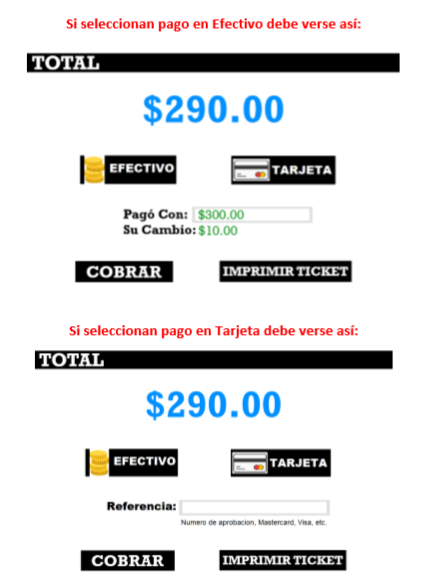 Si seleccionan pago en Efectivo debe verse así:
TOTAL
$290.00
EFECTIVO TARJETA
Pagó Con: $300.00
Su Cambio: $10.00
COBRAR IMPRIMIR TICKET
Si seleccionan pago en Tarjeta debe verse así:
TOTAL
$290.00
EFECTIVO TARJETA
Referencia:
Numero de aprobacion, Mastercard, Visa, etc.
COBRAR IMPRIMIR TICKET